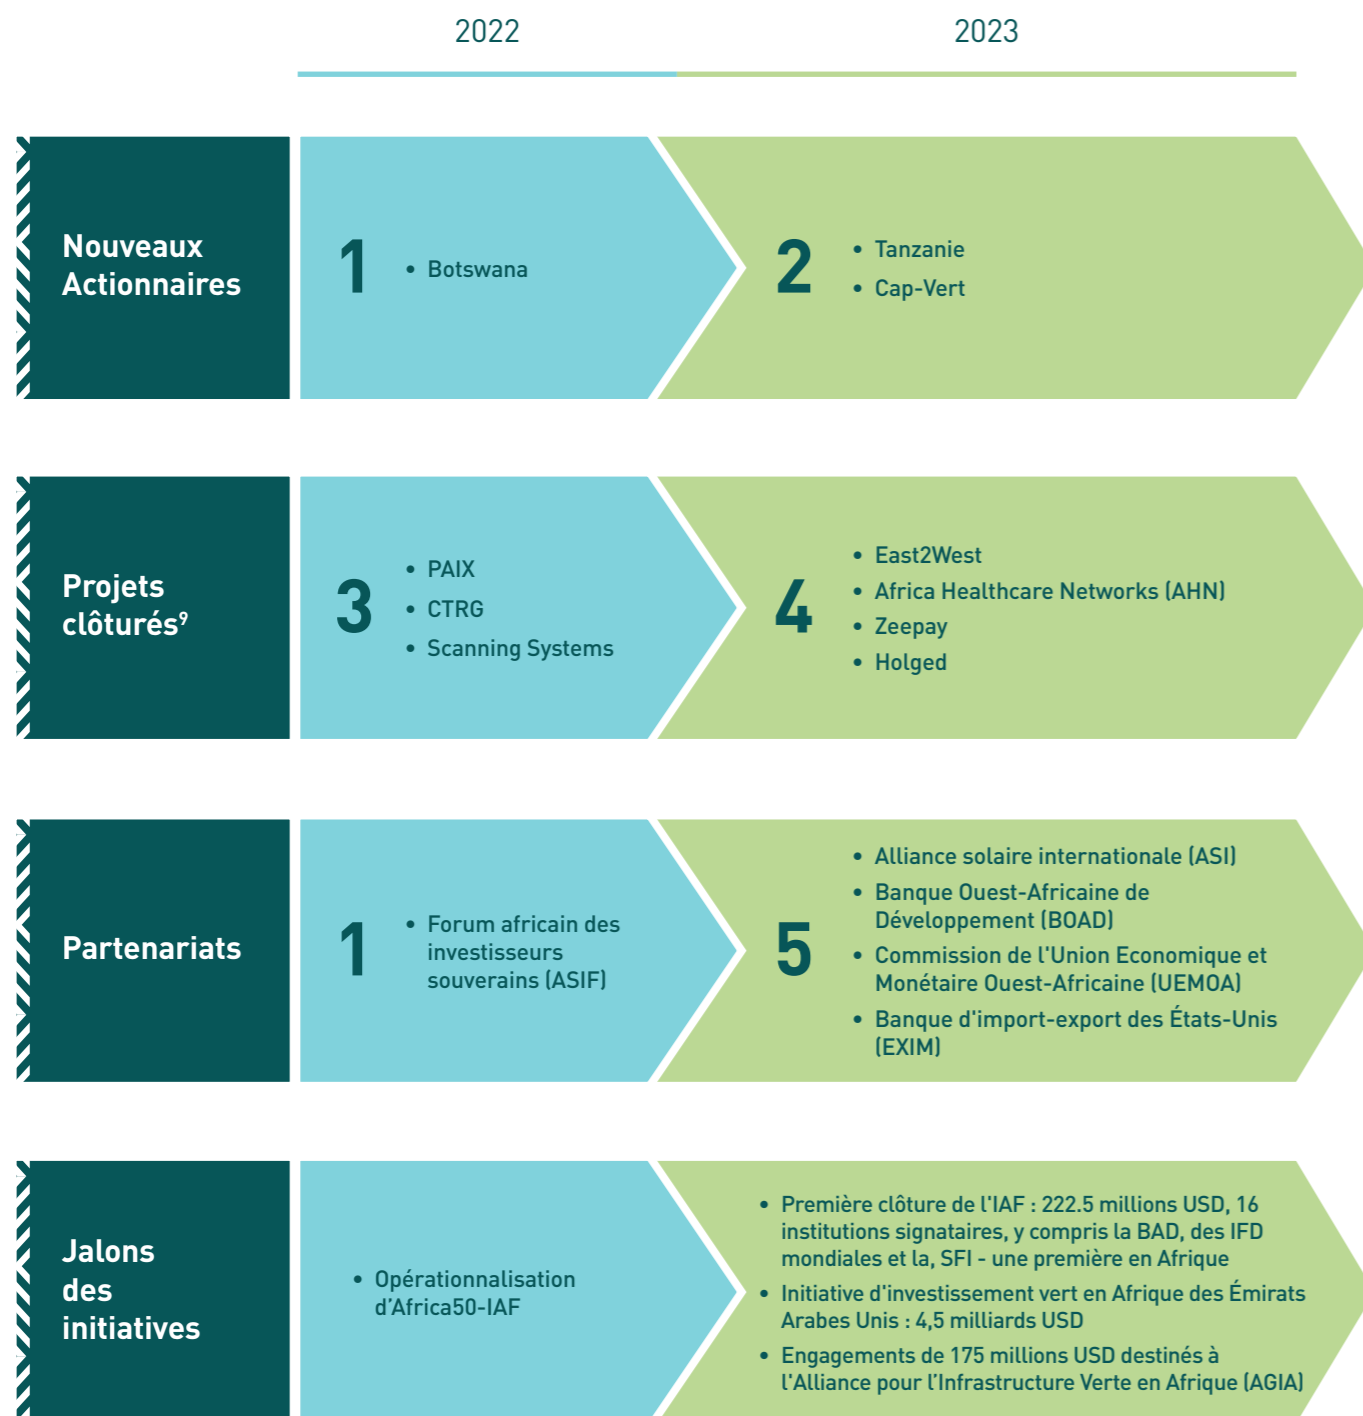 2022
2023
Nouveaux
Actionnaires
1
• Botswana
2
• Tanzanie
• Cap-Vert
Projets
clôturés⁹
3
• PAIX
• CTRG
• Scanning Systems
4
• East2West
• Africa Healthcare Networks (AHN)
• Zeepay
• Holged
Partenariats
1
• Forum africain des
investisseurs
souverains (ASIF)
5
• Alliance solaire internationale (ASI)
• Banque Ouest-Africaine de
Développement (BOAD)
• Commission de l'Union Economique et
Monétaire Ouest-Africaine (UEMOA)
• Banque d'import-export des États-Unis
(EXIM)
Jalons
des
initiatives
• Opérationnalisation
d’Africa50-IAF
• Première clôture de l'IAF : 222.5 millions USD, 16
institutions signataires, y compris la BAD, des IFD
mondiales et la, SFI - une première en Afrique
• Initiative d'investissement vert en Afrique des Émirats
Arabes Unis : 4,5 milliards USD
• Engagements de 175 millions USD destinés à
l'Alliance pour l’Infrastructure Verte en Afrique (AGIA)